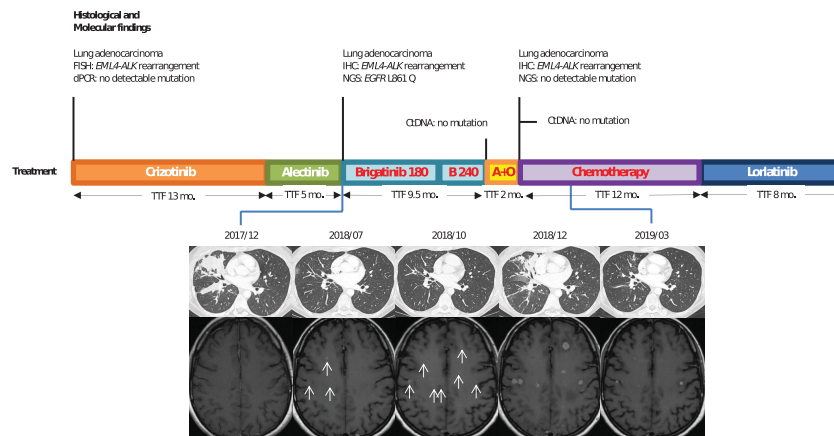 Histological and
Molecular findings
Lung adenocarcinoma
FISH: EML4-ALK rearrangement
dPCR: no detectable mutation
Lung adenocarcinoma
IHC: EML4-ALK rearrangement
NGS: EGFR L861 Q
Lung adenocarcinoma
IHC: EML4-ALK rearrangement
NGS: no detectable mutation
CtDNA: no mutation
CtDNA: no mutation
Treatment
Crizotinib
Alectinib
Brigatinib 180
B 240
A+O
Chemotherapy
Lorlatinib
TTF 13 mo.
TTF 5 mo.
TTF 9.5 mo.
TTF 2 mo.
TTF 12 mo.
TTF 8 mo.
2017/12
2018/07
2018/10
2018/12
2019/03